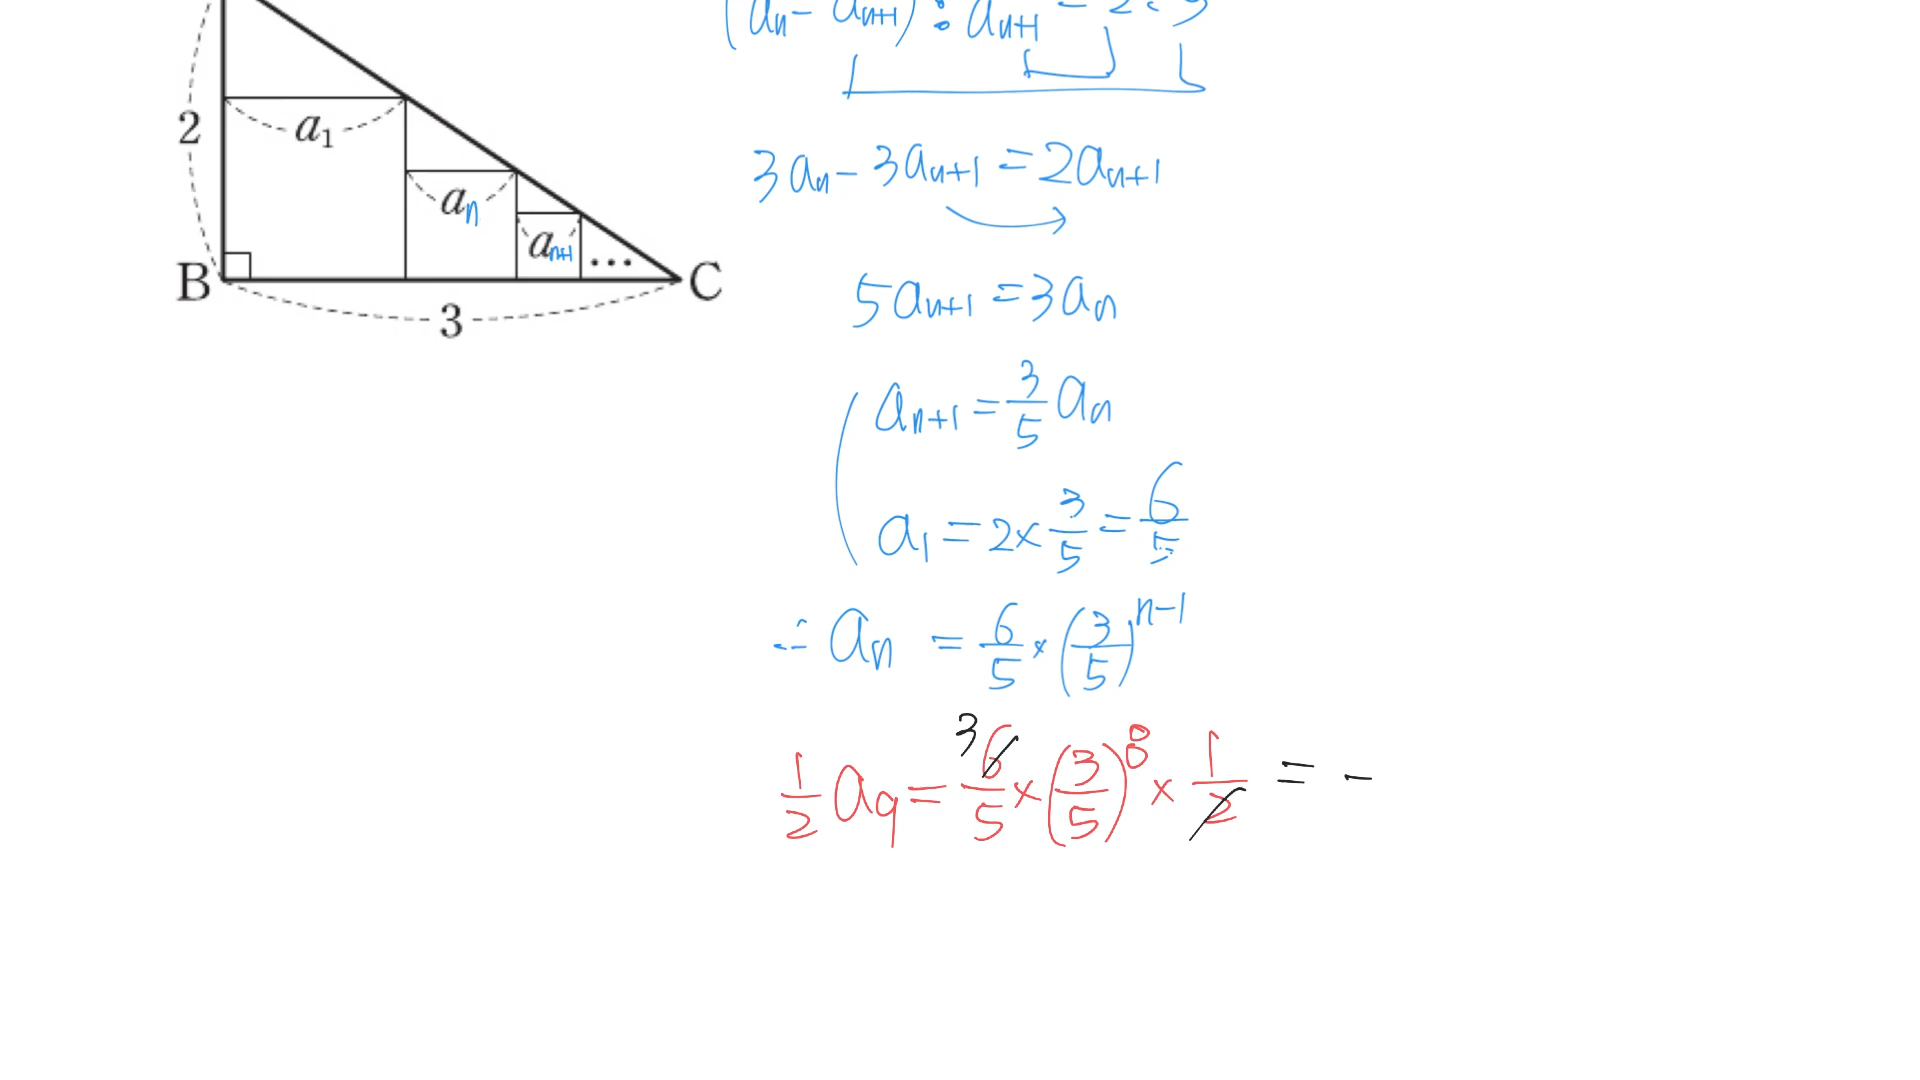 (aₙ - aₙ₊₁) : aₙ₊₁ = 2 : 3
2
a₁
aₙ
aₙ₊₁
...
B
C
3
3aₙ - 3aₙ₊₁ = 2aₙ₊₁
5aₙ₊₁ = 3aₙ
aₙ₊₁ = 3/5 aₙ
a₁ = 2 × 3/5 = 6/5
∴ aₙ = 6/5 × (3/5)ⁿ⁻¹
3
1/2 a₉ = 6/5 × (3/5)⁸ × 1/2 = -